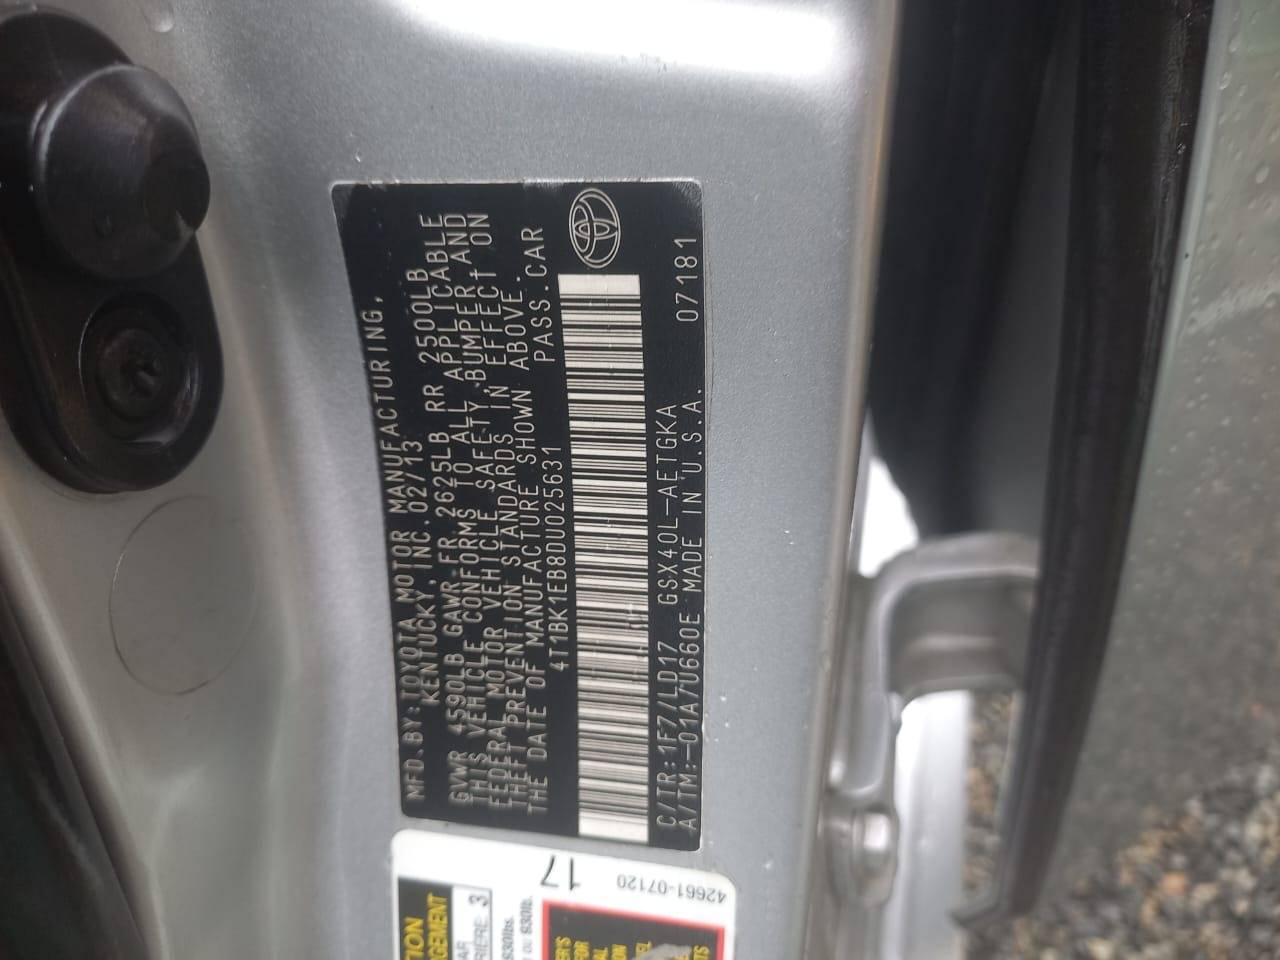 MFD.BY:TOYOTA MOTOR MANUFACTURING,
KENTUCKY,INC.02/13
GVWR 4590LB GAWR-FR 2625LB RR 2500LB
THIS VEHICLE CONFORMS TO ALL APPLICABLE
FEDERAL MOTOR VEHICLE SAFETY,BUMPER,AND
THEFT PREVENTION STANDARDS IN EFFECT ON
THE DATE OF MANUFACTURE SHOWN ABOVE.
4T1BK1EB8DU025631 PASS.CAR
C/TR:1F7/LD17 GSX40L-AETGKA
A/TM:-01A/U660E MADE IN U.S.A. 07181
17
42661-07120
3